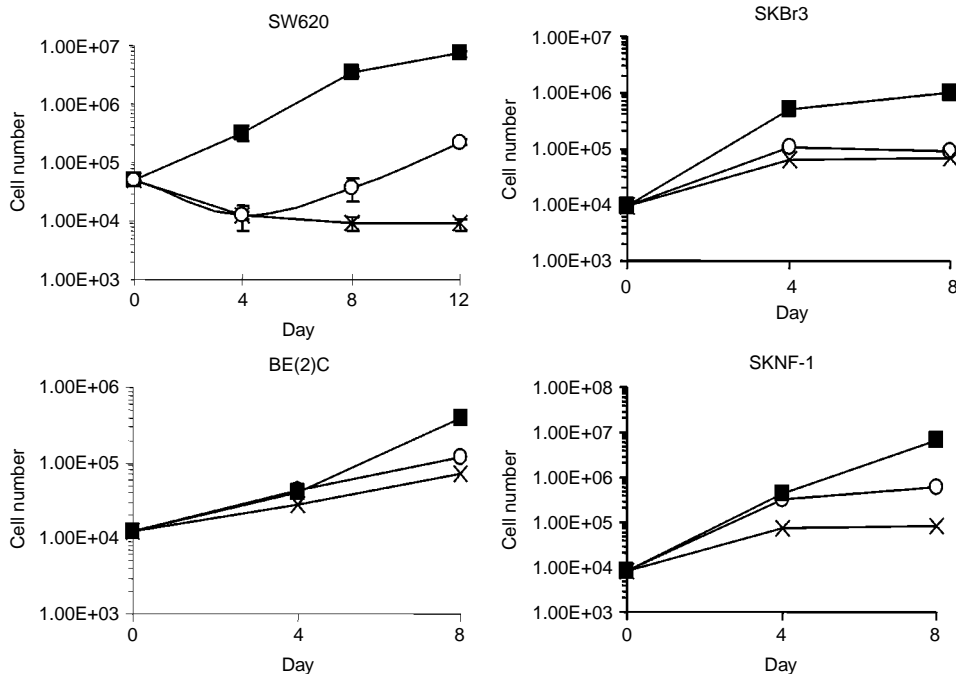 SW620
1.00E+07
1.00E+06
1.00E+05
1.00E+04
1.00E+03
Cell number
0 4 8 12
Day
SKBr3
1.00E+07
1.00E+06
1.00E+05
1.00E+04
1.00E+03
Cell number
0 4 8
Day
BE(2)C
1.00E+06
1.00E+05
1.00E+04
1.00E+03
Cell number
0 4 8
Day
SKNF-1
1.00E+08
1.00E+07
1.00E+06
1.00E+05
1.00E+04
1.00E+03
Cell number
0 4 8
Day